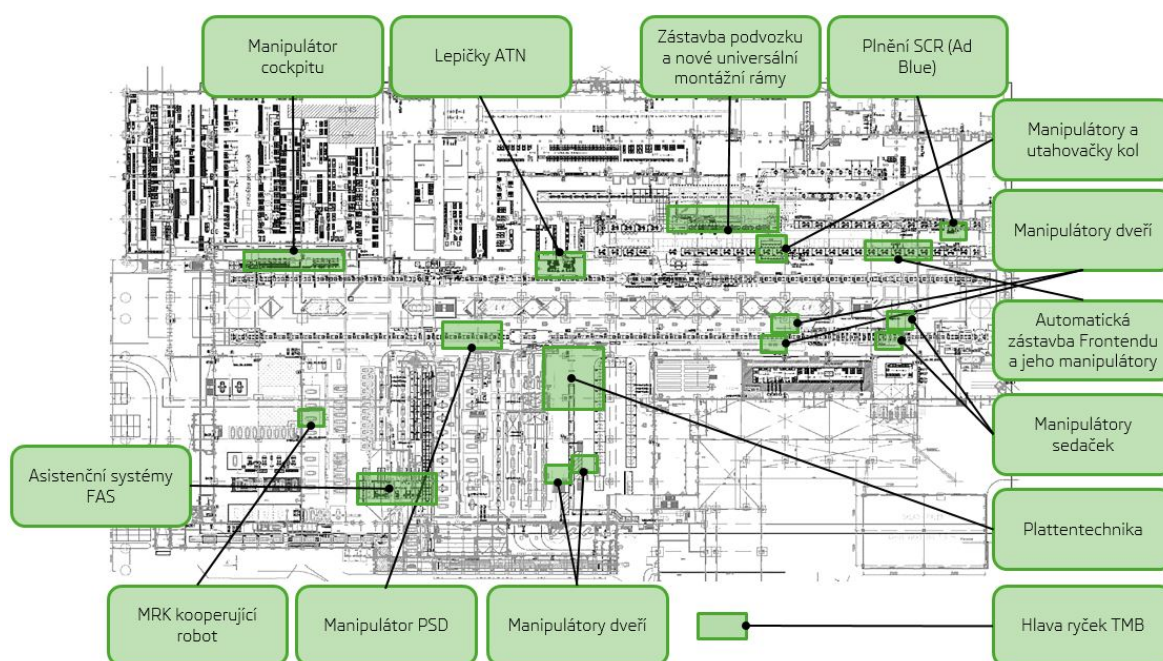 Manipulátor
cockpitu
Lepičky ATN
Zástavba podvozku
a nové universální
montážní rámy
Plnění SCR (Ad
Blue)
Manipulátory a
utahovačky kol
Manipulátory dveří
Automatická
zástavba Frontendu
a jeho manipulátory
Manipulátory
sedaček
Asistenční systémy
FAS
Plattentechnika
MRK kooperující
robot
Manipulátor PSD
Manipulátory dveří
Hlava ryček TMB